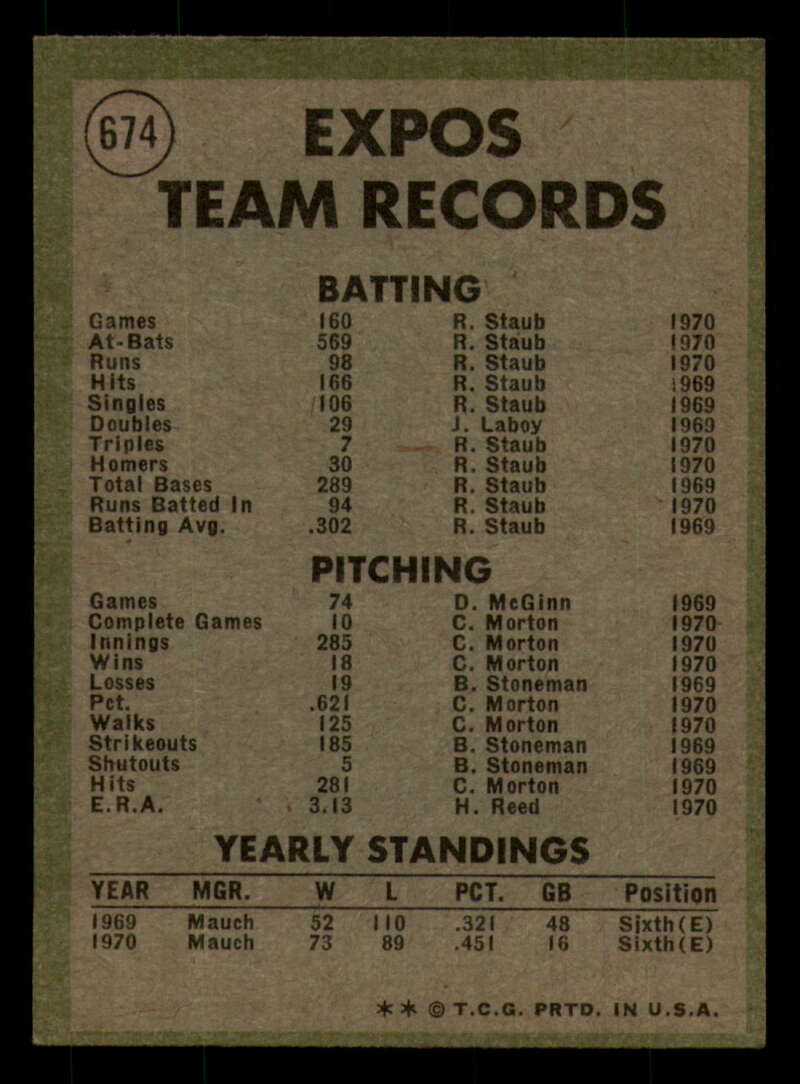 674
EXPOS
TEAM RECORDS
BATTING
Games 160 R. Staub 1970
At-Bats 569 R. Staub 1970
Runs 98 R. Staub 1970
Hits 166 R. Staub 1969
Singles 106 R. Staub 1969
Doubles 29 J. Laboy 1969
Triples 7 R. Staub 1970
Homers 30 R. Staub 1970
Total Bases 289 R. Staub 1969
Runs Batted In 94 R. Staub 1970
Batting Avg. .302 R. Staub 1969
PITCHING
Games 74 D. McGinn 1969
Complete Games 10 C. Morton 1970
Innings 285 C. Morton 1970
Wins 18 C. Morton 1970
Losses 19 B. Stoneman 1969
Pct. .621 C. Morton 1970
Walks 125 C. Morton 1970
Strikeouts 185 B. Stoneman 1969
Shutouts 5 B. Stoneman 1969
Hits 281 C. Morton 1970
E.R.A. 3.13 H. Reed 1970
YEARLY STANDINGS
YEAR MGR. W L PCT. GB Position
1969 Mauch 52 110 .321 48 Sixth(E)
1970 Mauch 73 89 .451 16 Sixth(E)
** © T.C.G. PRTD. IN U.S.A.